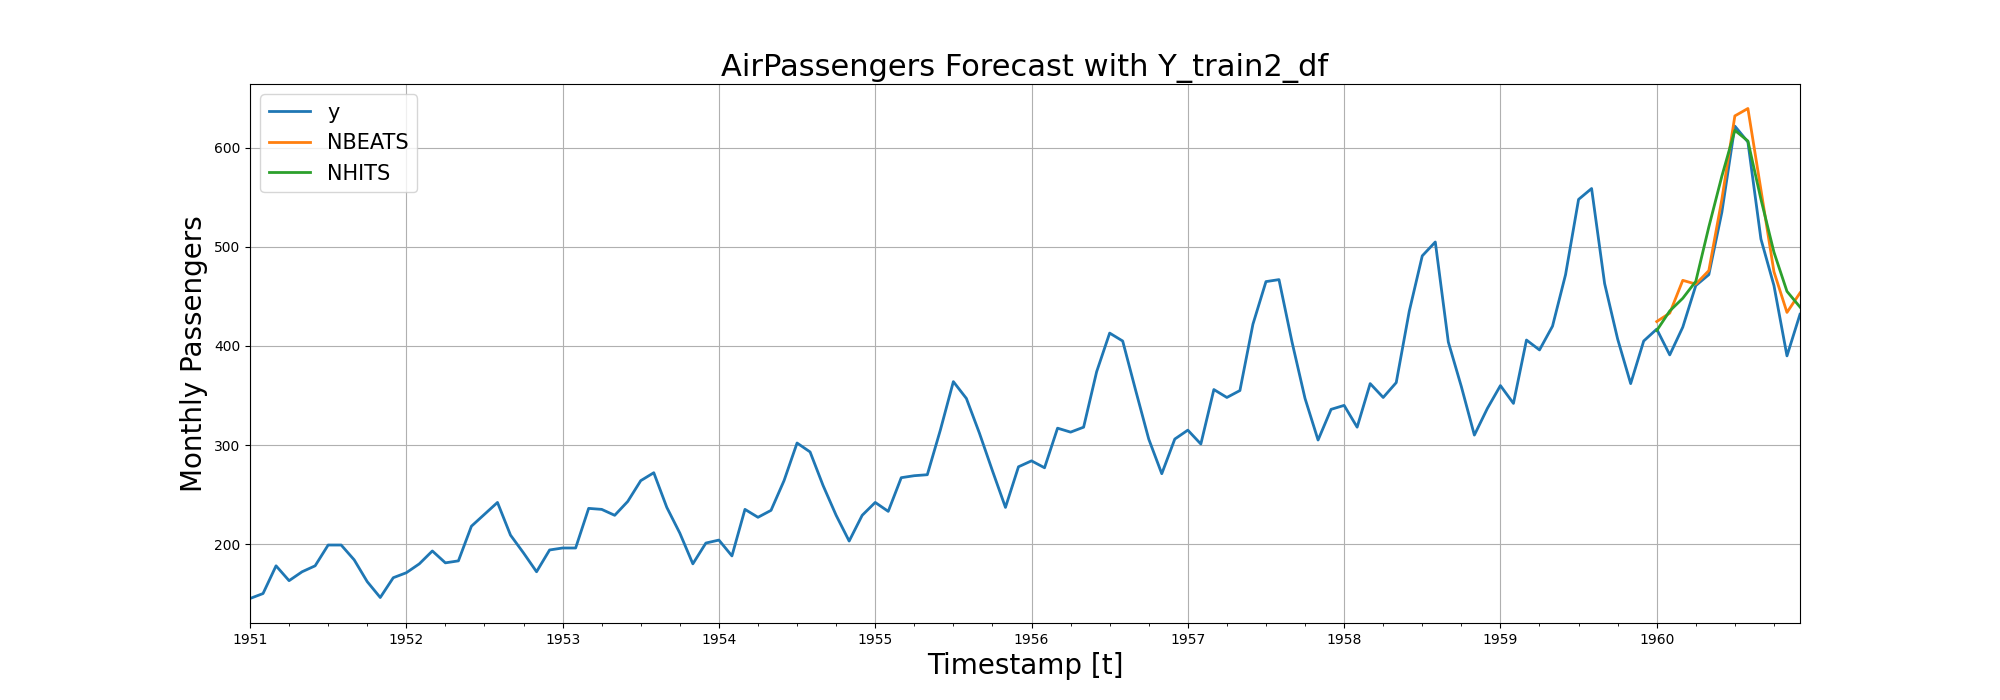 AirPassengers Forecast with Y_train2_df
y
NBEATS
NHITS
Monthly Passengers
600
500
400
300
200
1951 1952 1953 1954 1955 1956 1957 1958 1959 1960
Timestamp [t]